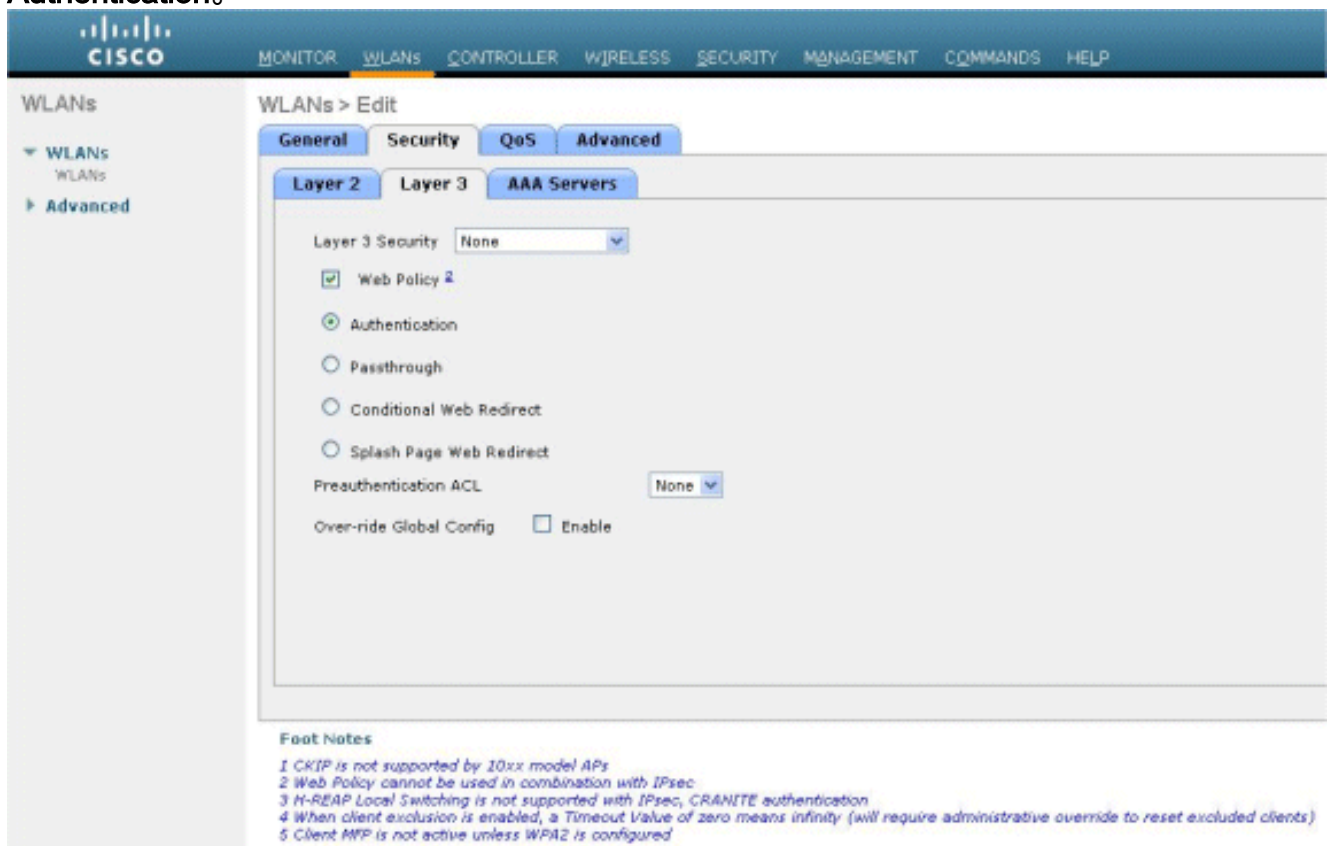 Authentication。
CISCO
MONITOR WLANs CONTROLLER WIRELESS SECURITY MANAGEMENT COMMANDS HELP
WLANs
WLANs
WLANs
Advanced
WLANs > Edit
General Security QoS Advanced
Layer 2 Layer 3 AAA Servers
Layer 3 Security None
Web Policy 2
Authentication
Passthrough
Conditional Web Redirect
Splash Page Web Redirect
Preauthentication ACL None
Over-ride Global Config Enable
Foot Notes
1 CKIP is not supported by 10xx model APs
2 Web Policy cannot be used in combination with IPsec
3 H-REAP Local Switching is not supported with IPsec, CRANITE authentication
4 When client exclusion is enabled, a Timeout Value of zero means infinity (will require administrative override to reset excluded clients)
5 Client MFP is not active unless WPA2 is configured